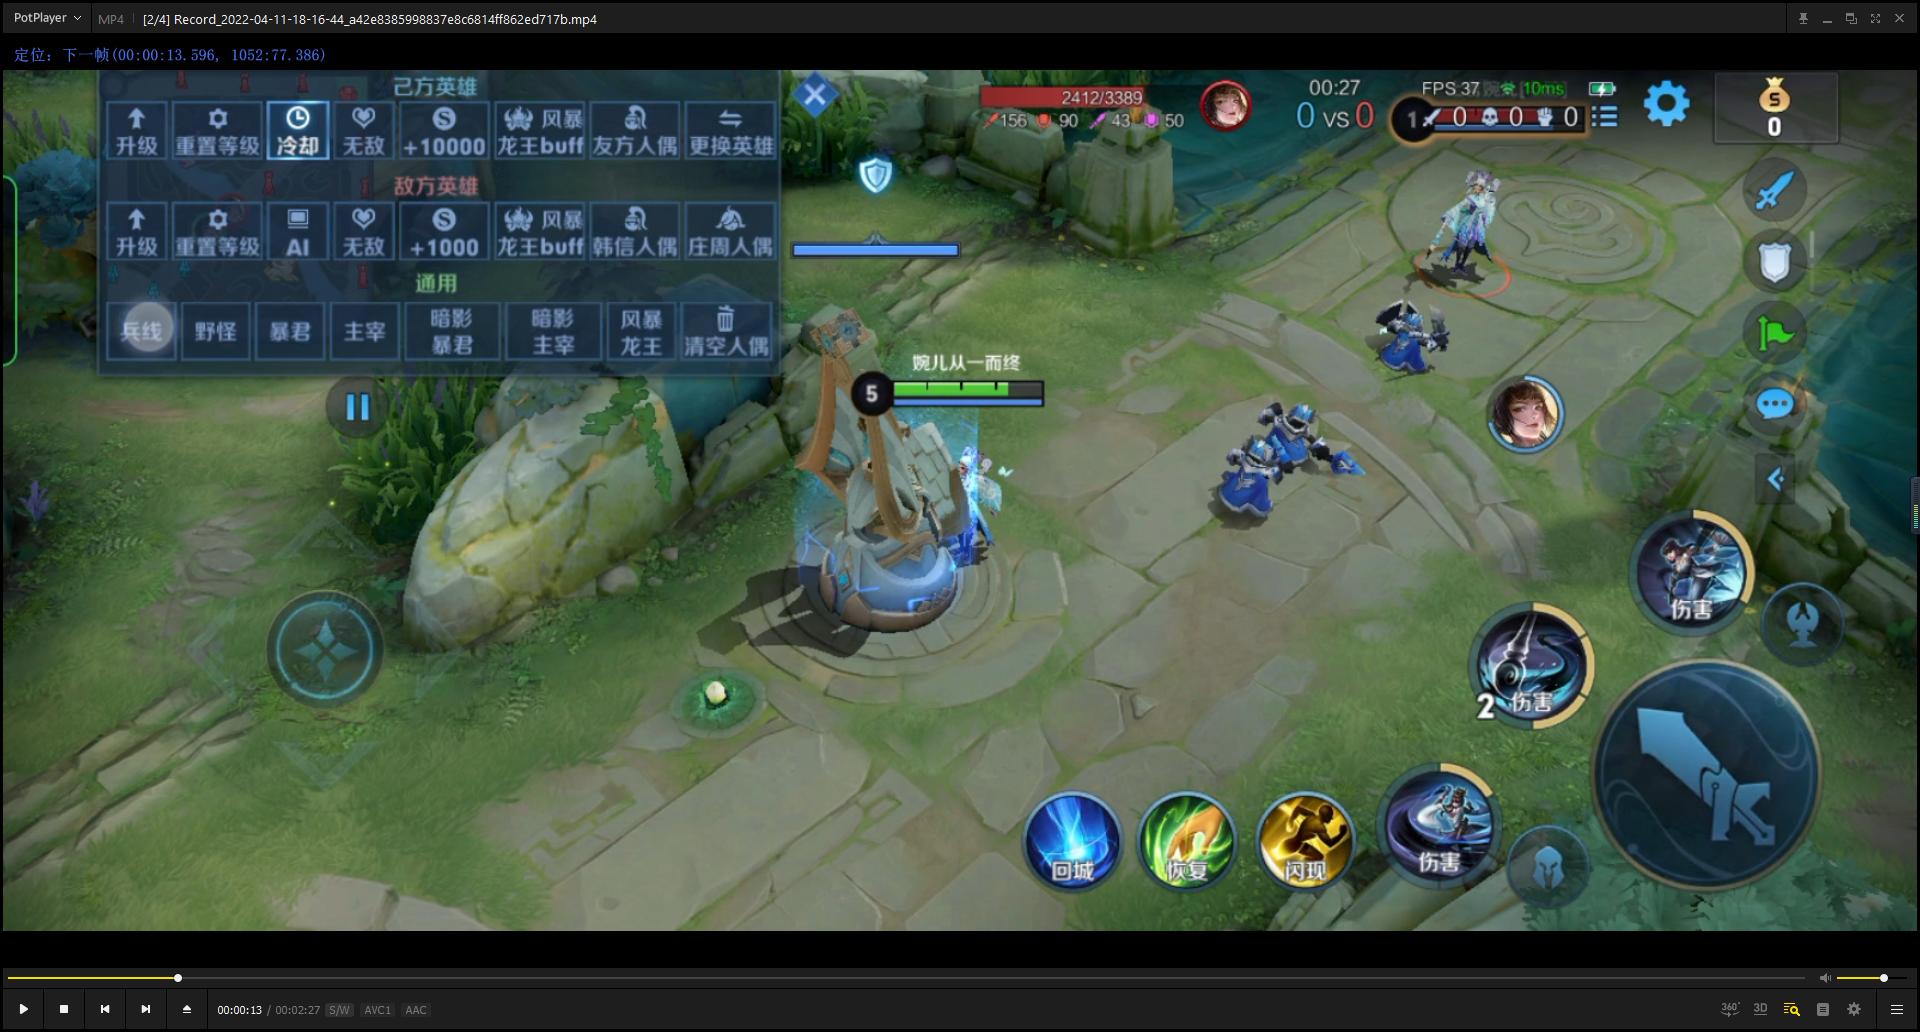 PotPlayer
MP4
[2/4] Record_2022-04-11-18-16-44_a42e8385998837e8c6814ff862ed717b.mp4
定位: 下一帧(00:00:13.596, 1052:77.386)
己方英雄
升级
重置等级
冷却
无敌
+10000
风暴
龙王buff
友方人偶
更换英雄
敌方英雄
升级
重置等级
AI
无敌
+1000
风暴
龙王buff
韩信人偶
庄周人偶
通用
兵线
野怪
暴君
主宰
暗影
暴君
暗影
主宰
风暴
龙王
清空人偶
2412/3389
156 90 43 50
00:27
0 VS 0
FPS 37
10ms
1 0 0 0
0
婉儿从一而终
5
伤害
2 伤害
伤害
回城
恢复
闪现
00:00:13 / 00:02:27 S/W AVC1 AAC
360°
3D